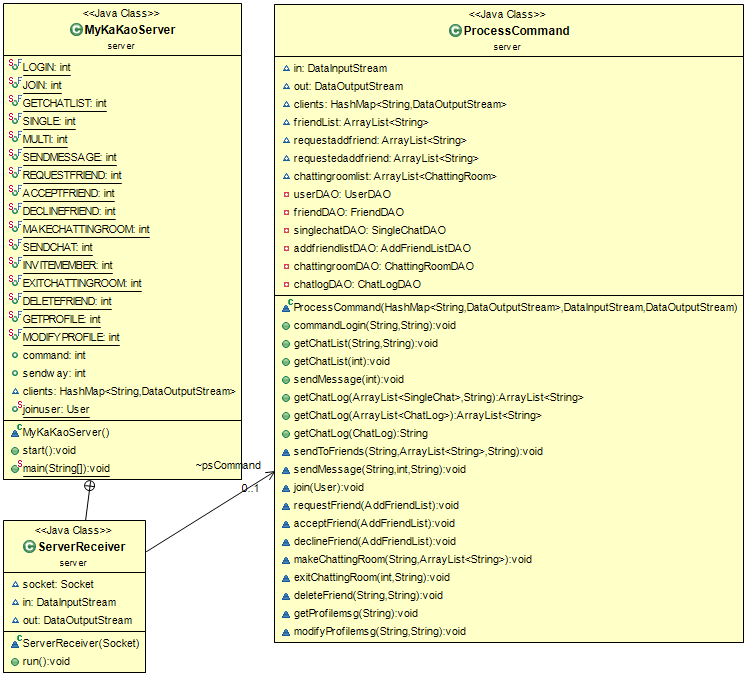 <<Java Class>>
MyKaKaoServer
server
LOGIN: int
JOIN: int
GETCHATLIST: int
SINGLE: int
MULTI: int
SENDMESSAGE: int
REQUESTFRIEND: int
ACCEPTFRIEND: int
DECLINEFRIEND: int
MAKECHATTINGROOM: int
SENDCHAT: int
INVITEMEMBER: int
EXITCHATTINGROOM: int
DELETEFRIEND: int
GETPROFILE: int
MODIFYPROFILE: int
command: int
sendway: int
clients: HashMap<String,DataOutputStream>
joinuser: User
MyKaKaoServer()
start():void
main(String[]):void
<<Java Class>>
ProcessCommand
server
in: DataInputStream
out: DataOutputStream
clients: HashMap<String,DataOutputStream>
friendList: ArrayList<String>
requestaddfriend: ArrayList<String>
requestedaddfriend: ArrayList<String>
chattingroomlist: ArrayList<ChattingRoom>
userDAO: UserDAO
friendDAO: FriendDAO
singlechatDAO: SingleChatDAO
addfriendlistDAO: AddFriendListDAO
chattingroomDAO: ChattingRoomDAO
chatlogDAO: ChatLogDAO
ProcessCommand(HashMap<String,DataOutputStream>,DataInputStream,DataOutputStream)
commandLogin(String,String):void
getChatList(String,String):void
getChatList(int):void
sendMessage(int):void
getChatLog(ArrayList<SingleChat>,String):ArrayList<String>
getChatLog(ArrayList<ChatLog>):ArrayList<String>
getChatLog(ChatLog):String
sendToFriends(String,ArrayList<String>,String):void
sendMessage(String,int,String):void
join(User):void
requestFriend(AddFriendList):void
acceptFriend(AddFriendList):void
declineFriend(AddFriendList):void
makeChattingRoom(String,ArrayList<String>):void
exitChattingRoom(int,String):void
deleteFriend(String,String):void
getProfilemsg(String):void
modifyProfilemsg(String,String):void
~psCommand
0..1
<<Java Class>>
ServerReceiver
server
socket: Socket
in: DataInputStream
out: DataOutputStream
ServerReceiver(Socket)
run():void